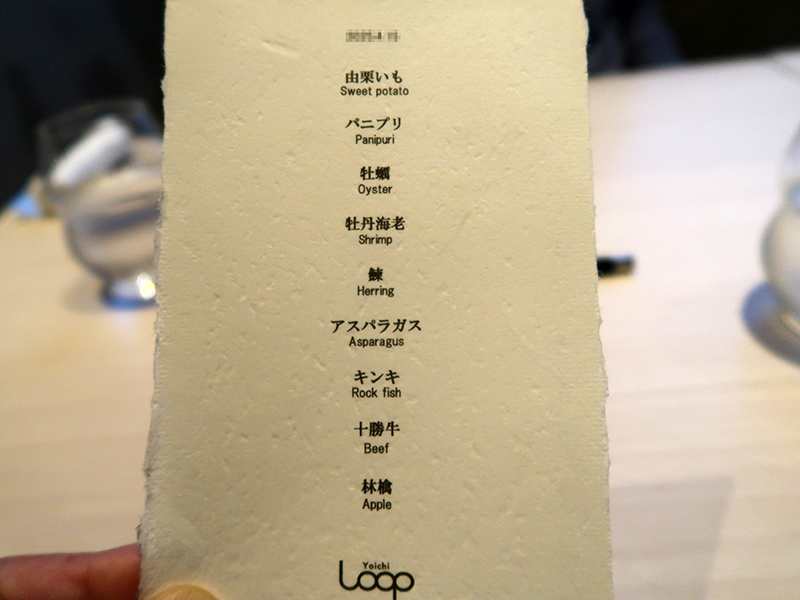 由栗いも
Sweet potato
パニプリ
Panipuri
牡蠣
Oyster
牡丹海老
Shrimp
鰊
Herring
アスパラガス
Asparagus
キンキ
Rock fish
十勝牛
Beef
林檎
Apple
Yoichi
Loop